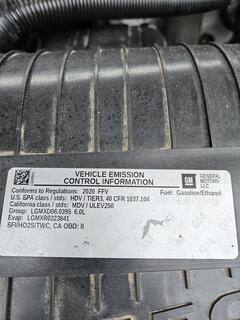 VEHICLE EMISSION
CONTROL INFORMATION
GM
GENERAL
MOTORS
LLC
Conforms to Regulations: 2020 FFV
Fuel: Gasoline/Ethanol
U.S. EPA class / stds: HDV / TIER3, 40 CFR 1037.104
California class / stds: MDV / ULEV250
Group: LGMXD06.0395 6.0L
Evap: LGMXR0223841
SFI/HO2S/TWC, CA OBD: II